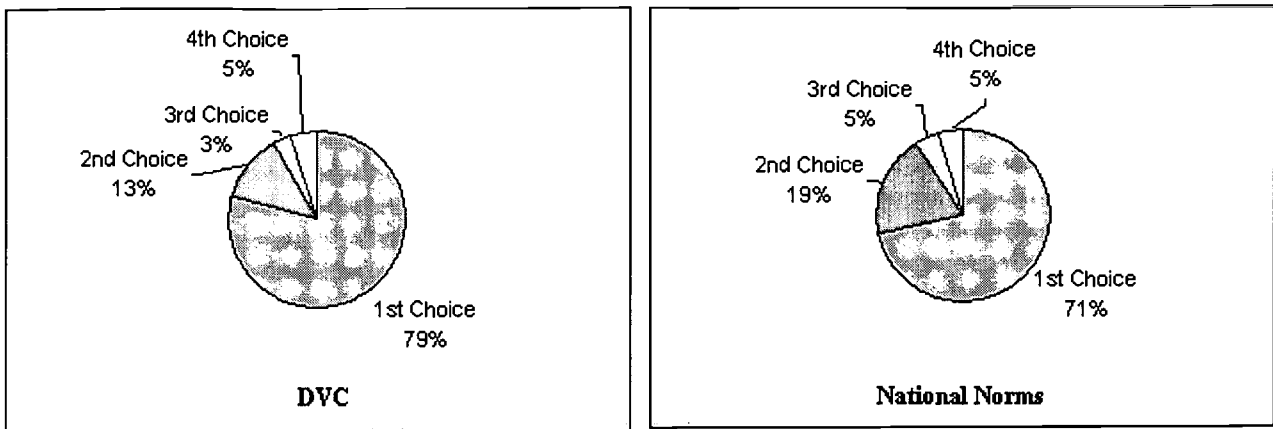 4th Choice
5%
3rd Choice
3%
2nd Choice
13%
1st Choice
79%
DVC
4th Choice
5%
3rd Choice
5%
2nd Choice
19%
1st Choice
71%
National Norms